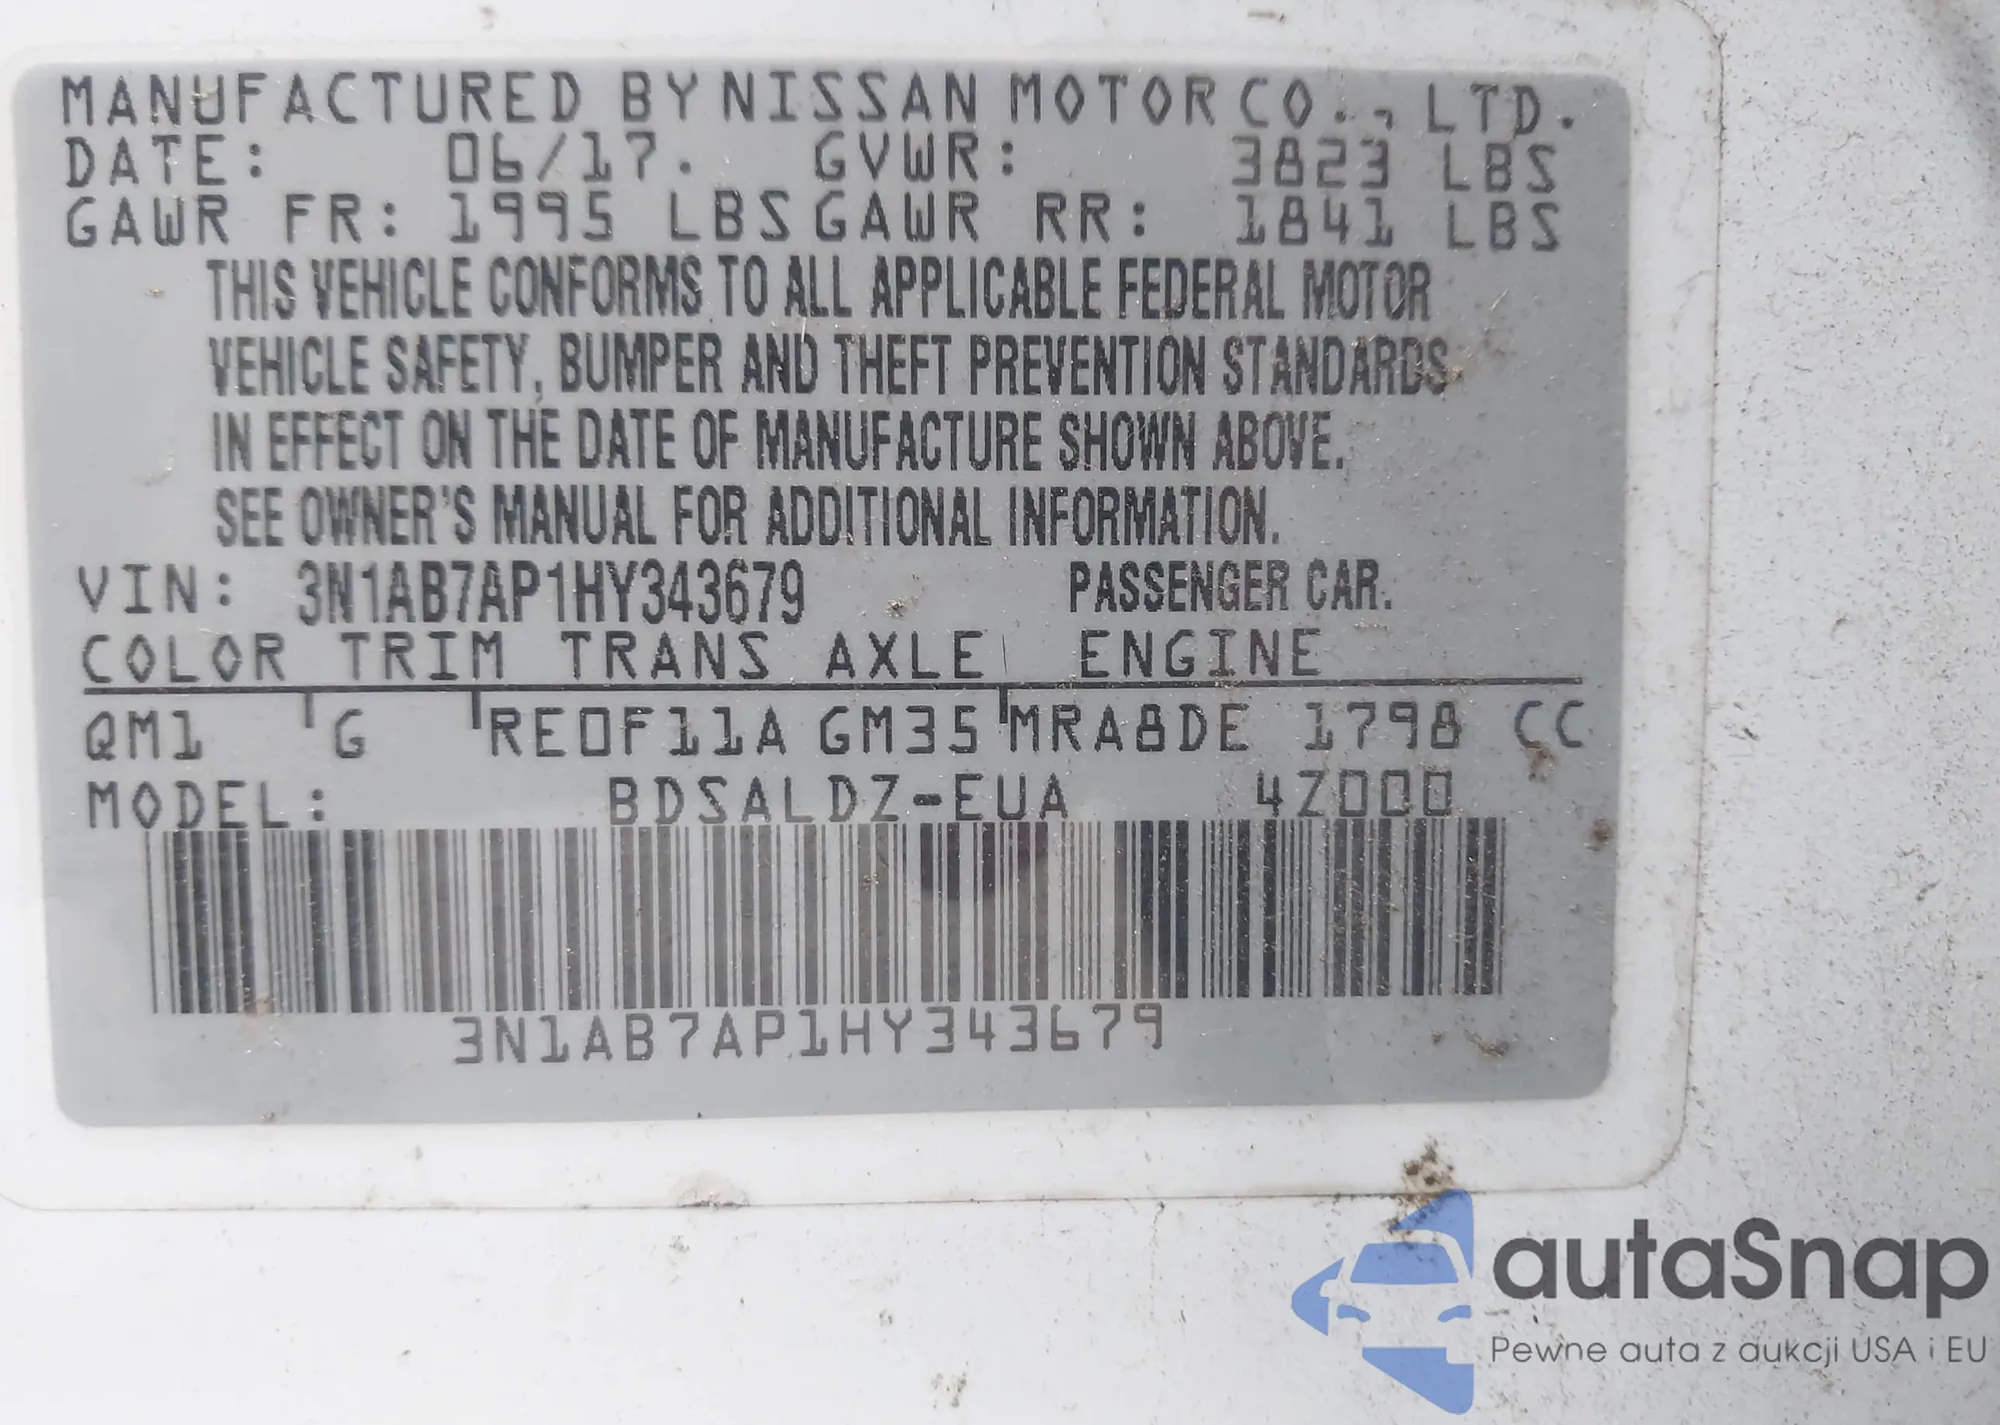 MANUFACTURED BY NISSAN MOTOR CO., LTD.
DATE: 06/17. GVWR: 3823 LBS
GAWR FR: 1995 LBS GAWR RR: 1841 LBS
THIS VEHICLE CONFORMS TO ALL APPLICABLE FEDERAL MOTOR
VEHICLE SAFETY, BUMPER AND THEFT PREVENTION STANDARDS
IN EFFECT ON THE DATE OF MANUFACTURE SHOWN ABOVE.
SEE OWNER'S MANUAL FOR ADDITIONAL INFORMATION.
VIN: 3N1AB7AP1HY343679 PASSENGER CAR.
COLOR TRIM TRANS AXLE ENGINE
QM1 G RE0F11A GM35 MRA8DE 1798 CC
MODEL: BDSALDZ-EUA 4Z000
3N1AB7AP1HY343679
autaSnap
Pewne auta z aukcji USA i EU